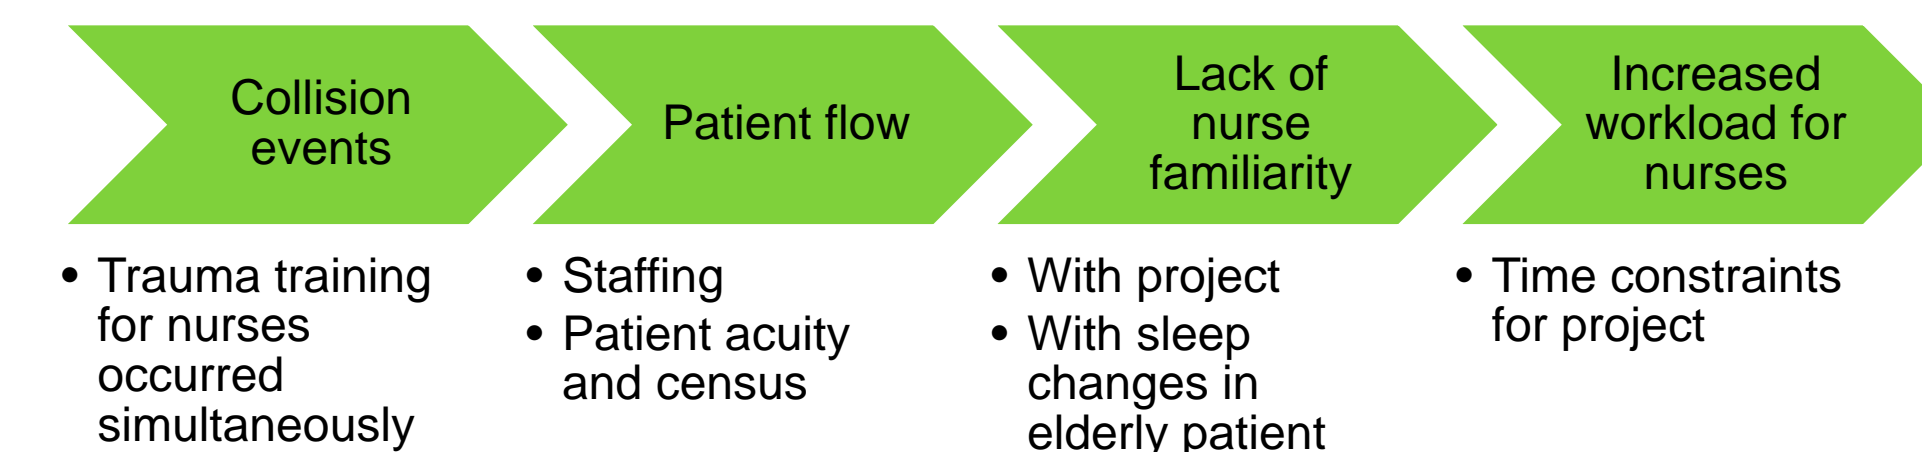 Collision
events
• Trauma training
for nurses
occurred
simultaneously
Patient flow
• Staffing
• Patient acuity
and census
Lack of
nurse
familiarity
• With project
• With sleep
changes in
elderly patient
Increased
workload for
nurses
• Time constraints
for project